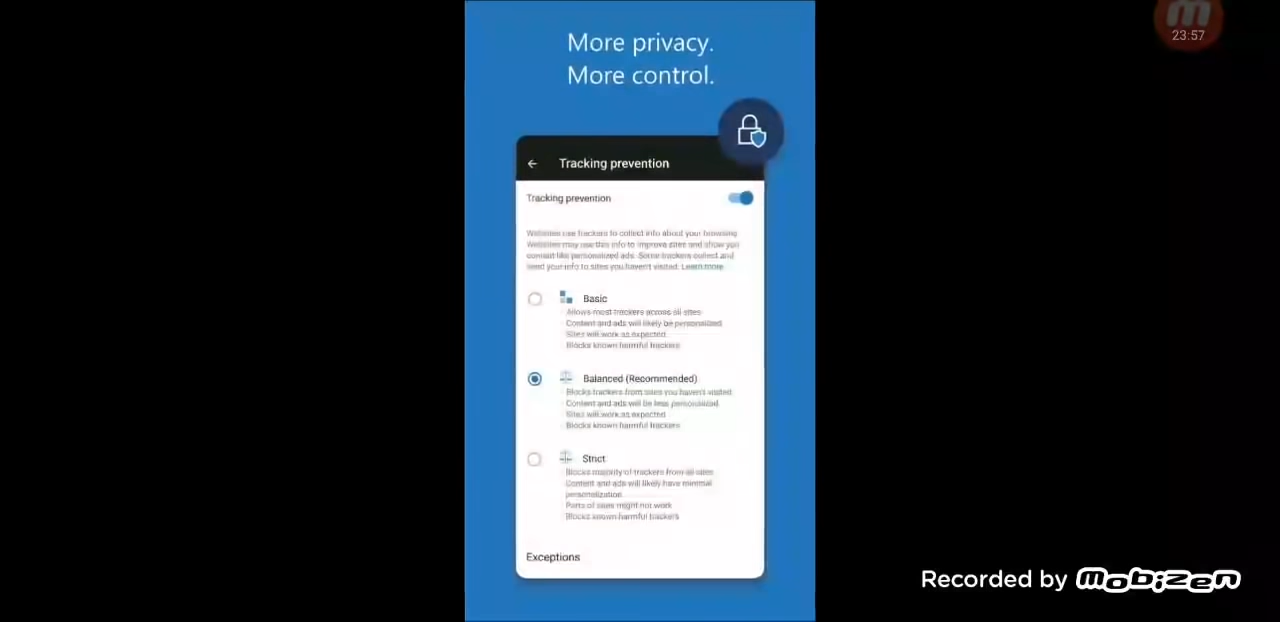 23:57
More privacy.
More control.
Tracking prevention
Tracking prevention
Websites use trackers to collect info about your browsing.
Websites may use this info to improve sites and show you
content like personalized ads. Some trackers collect and
send your info to sites you haven't visited. Learn more
Basic
Allows most trackers across all sites
Content and ads will likely be personalized
Sites will work as expected
Blocks known harmful trackers
Balanced (Recommended)
Blocks trackers from sites you haven't visited
Content and ads will be less personalized
Sites will work as expected
Blocks known harmful trackers
Strict
Blocks majority of trackers from all sites
Content and ads will likely have minimal
personalization
Parts of sites might not work
Blocks known harmful trackers
Exceptions
Recorded by mobizen